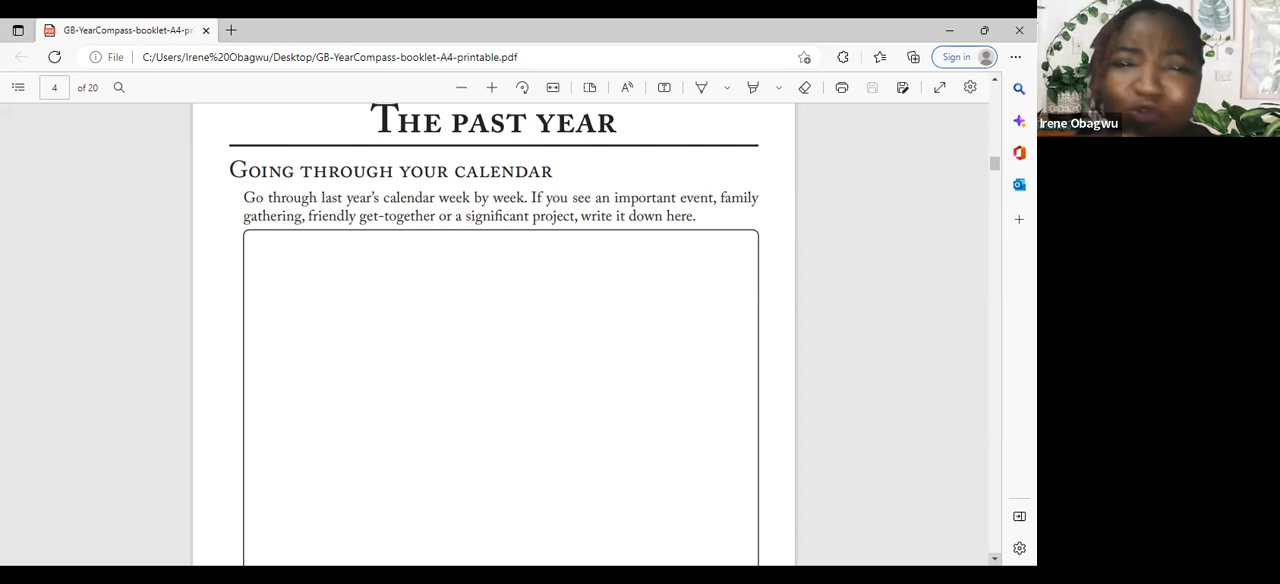 GB-YearCompass-booklet-A4-pr
File
C:/Users/Irene%20Obagwu/Desktop/GB-YearCompass-booklet-A4-printable.pdf
Sign in
4
of 20
Irene Obagwu
THE PAST YEAR
GOING THROUGH YOUR CALENDAR
Go through last year's calendar week by week. If you see an important event, family
gathering, friendly get-together or a significant project, write it down here.